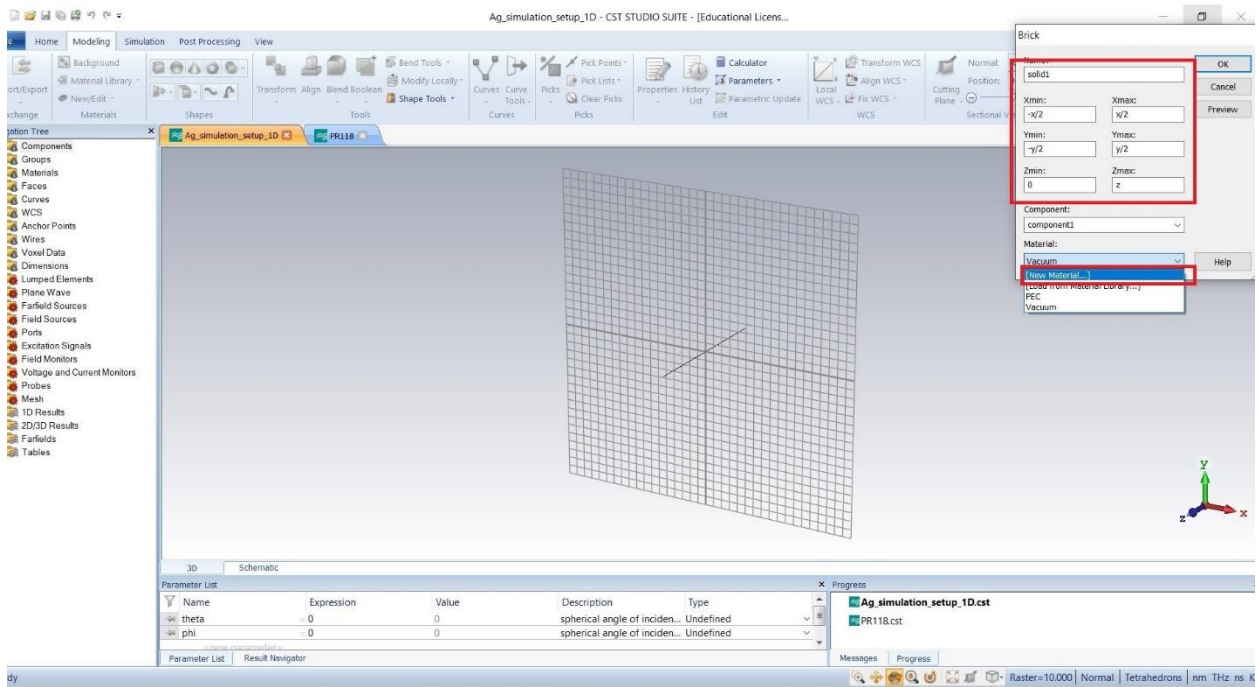 Ag_simulation_setup_1D - CST STUDIO SUITE - [Educational Licens...
Home Modeling Simulation Post Processing View
Background
Material Library
New/Edit
Materials
Shapes
Transform Align Blend Boolean
Bend Tools
Modify Locally
Shape Tools
Tools
Curves Curve Tools
Curves
Picks
Pick Points
Pick Lists
Clear Picks
Picks
Properties History List
Calculator
Parameters
Parametric Update
Edit
Local WCS
Transform WCS
Align WCS
Fix WCS
WCS
Cutting Plane
Normal:
Position:
Brick
solid1
Xmin: Xmax:
-x/2 x/2
Ymin: Ymax:
-y/2 y/2
Zmin: Zmax:
0 z
Component:
component1
Material:
Vacuum
[New Material...]
[Load from Material Library...]
PEC
Vacuum
OK
Cancel
Preview
Help
Ag_simulation_setup_1D PR118
Components
Groups
Materials
Faces
Curves
WCS
Anchor Points
Wires
Voxel Data
Dimensions
Lumped Elements
Plane Wave
Farfield Sources
Field Sources
Ports
Excitation Signals
Field Monitors
Voltage and Current Monitors
Probes
Mesh
1D Results
2D/3D Results
Farfields
Tables
y
x
z
3D Schematic
Parameter List
Name Expression Value Description Type
theta = 0 0 spherical angle of inciden... Undefined
phi = 0 0 spherical angle of inciden... Undefined
Parameter List Result Navigator
Progress
Ag_simulation_setup_1D.cst
PR118.cst
Messages Progress
Raster=10.000 Normal Tetrahedrons nm THz ns K